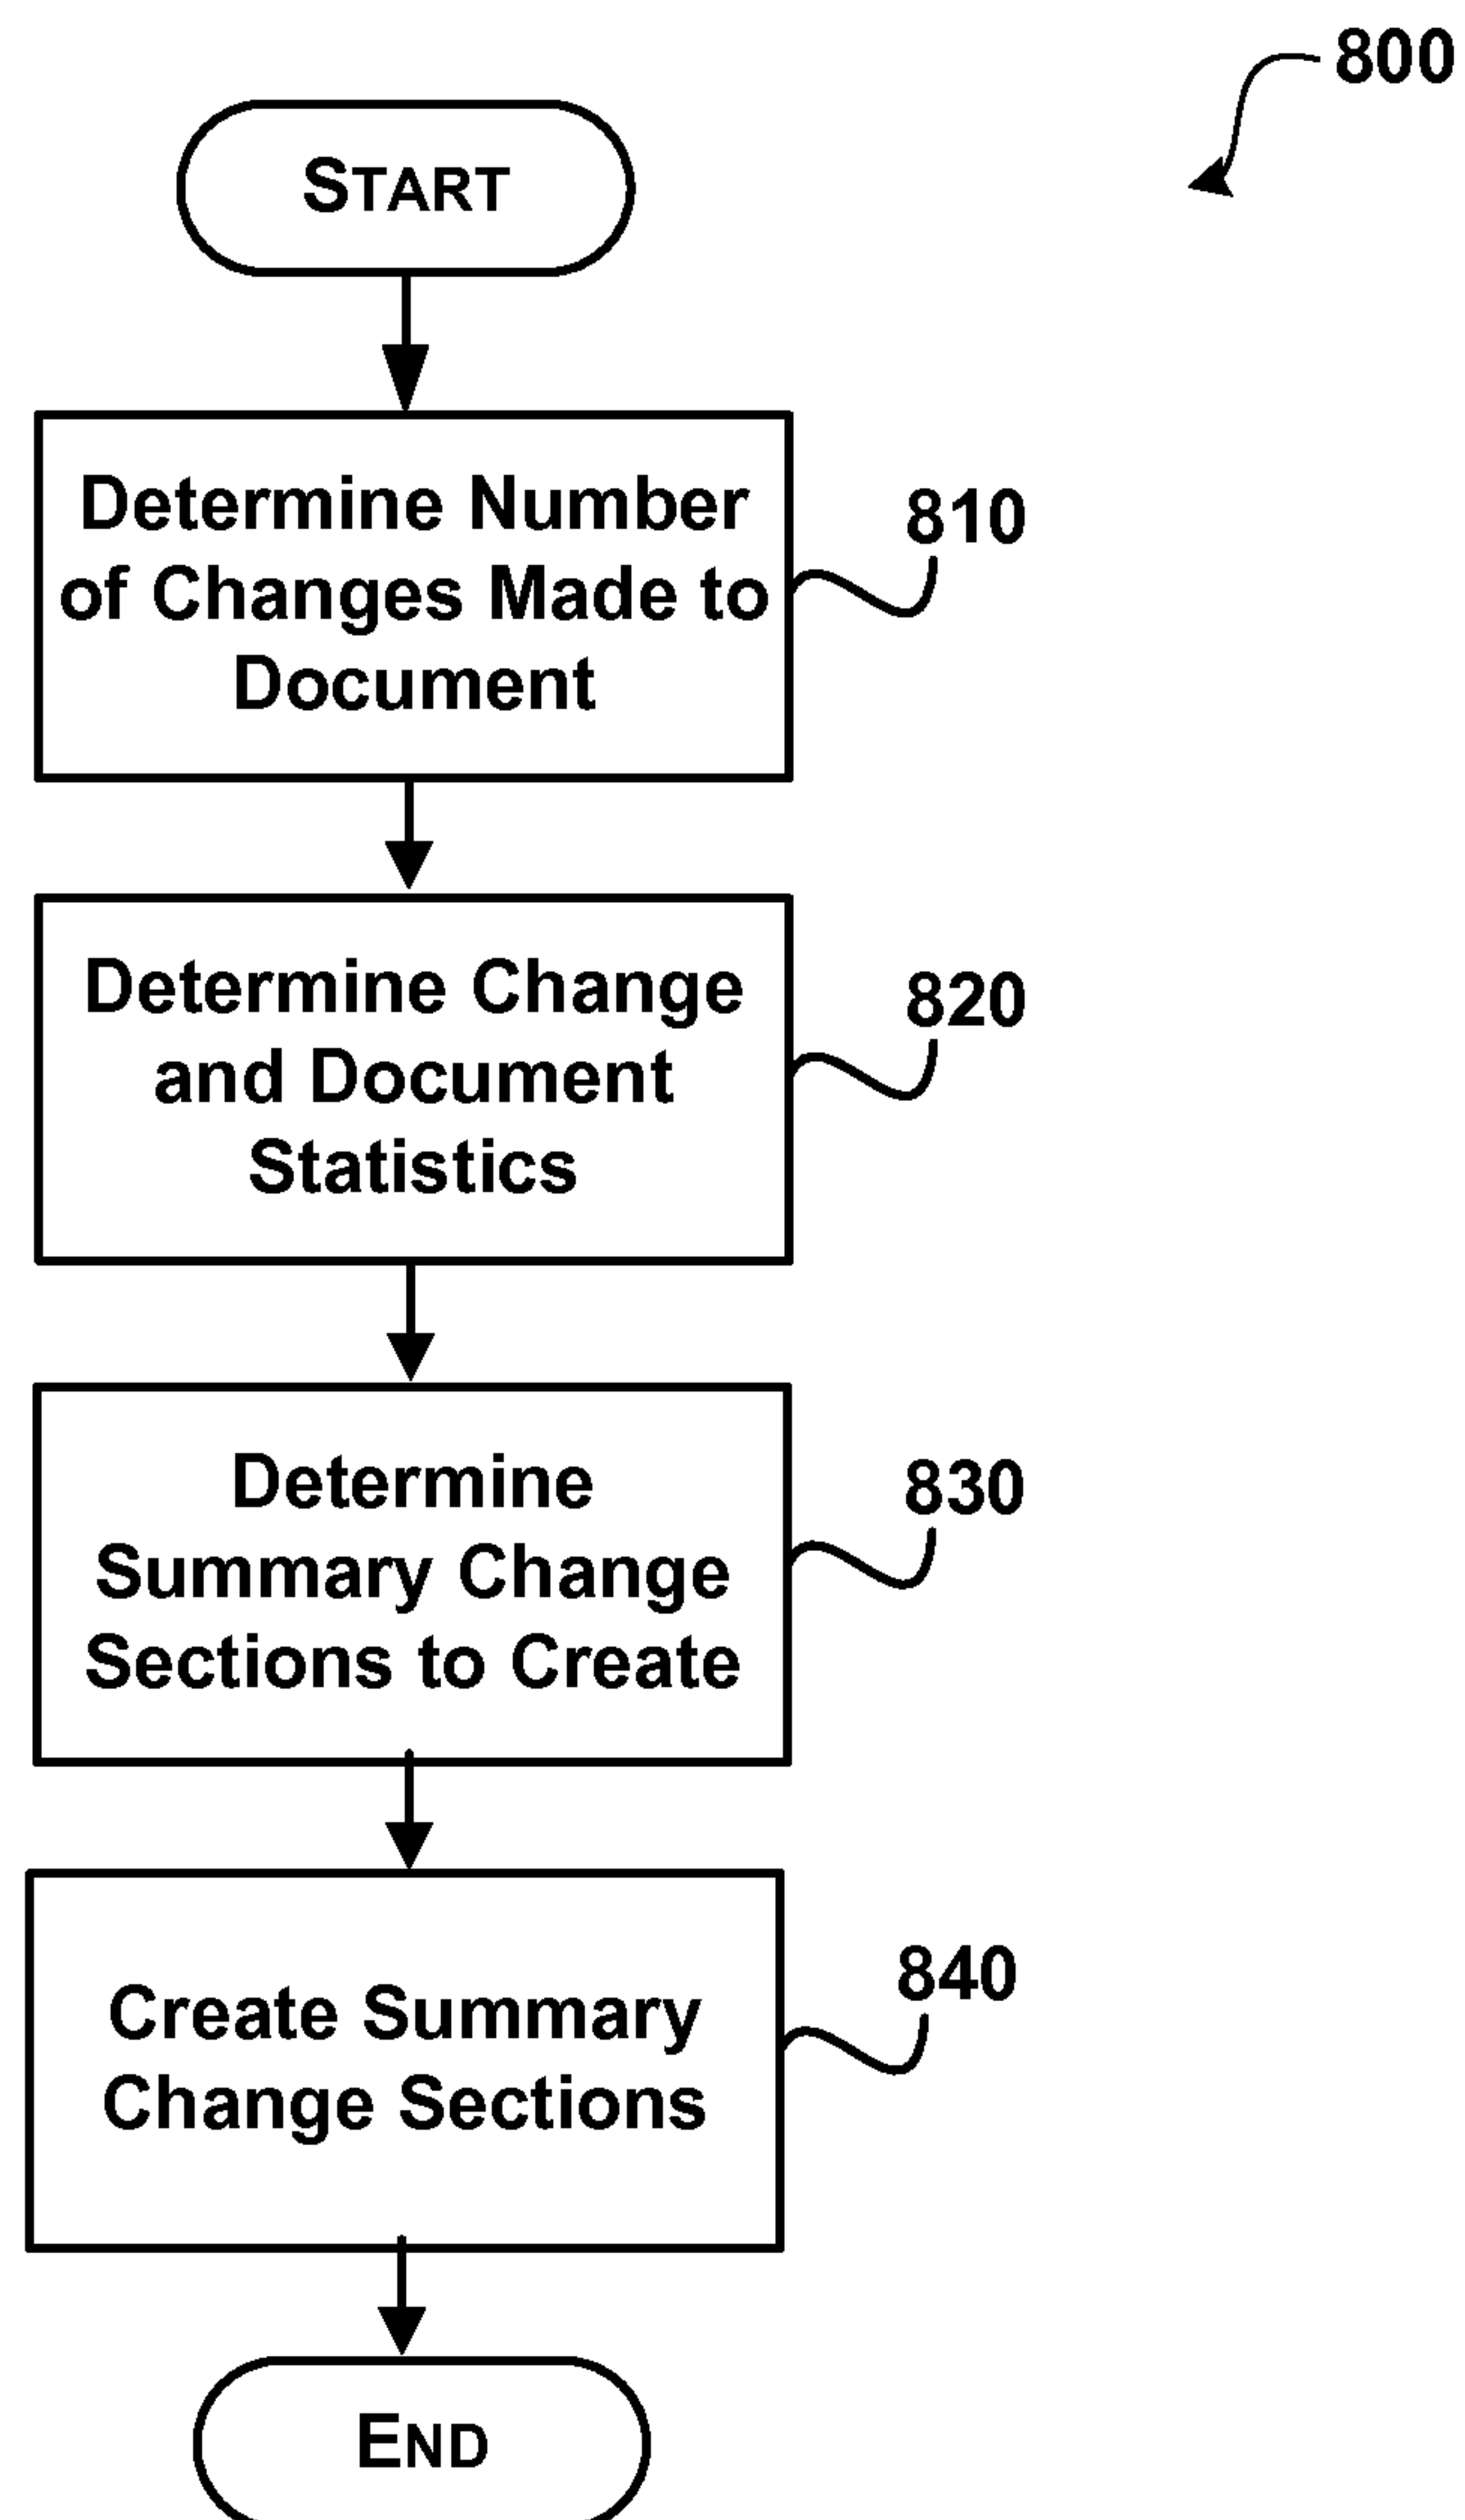 800
START
Determine Number
of Changes Made to
Document
810
Determine Change
and Document
Statistics
820
Determine
Summary Change
Sections to Create
830
Create Summary
Change Sections
840
END